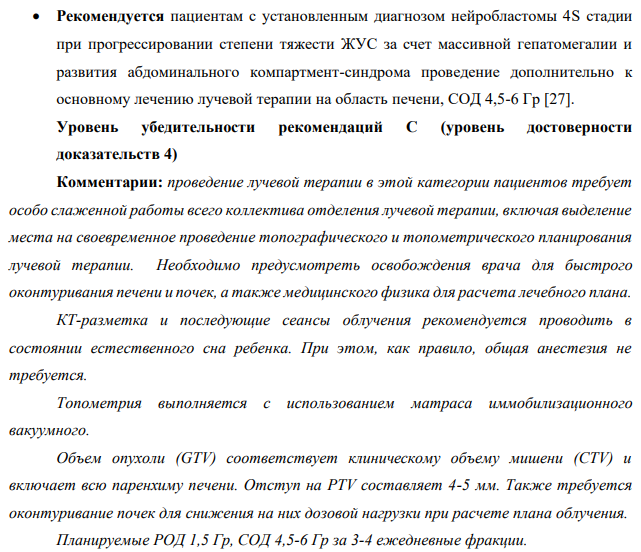 • Рекомендуется пациентам с установленным диагнозом нейробластомы 4S стадии
при прогрессировании степени тяжести ЖУС за счет массивной гепатомегалии и
развития абдоминального компартмент-синдрома проведение дополнительно к
основному лечению лучевой терапии на область печени, СОД 4,5-6 Гр [27].
Уровень убедительности рекомендаций С (уровень достоверности
доказательств 4)
Комментарии: проведение лучевой терапии в этой категории пациентов требует
особо слаженной работы всего коллектива отделения лучевой терапии, включая выделение
места на своевременное проведение топографического и топометрического планирования
лучевой терапии. Необходимо предусмотреть освобождения врача для быстрого
оконтуривания печени и почек, а также медицинского физика для расчета лечебного плана.
КТ-разметка и последующие сеансы облучения рекомендуется проводить в
состоянии естественного сна ребенка. При этом, как правило, общая анестезия не
требуется.
Топометрия выполняется с использованием матраса иммобилизационного
вакуумного.
Объем опухоли (GTV) соответствует клиническому объему мишени (CTV) и
включает всю паренхиму печени. Отступ на PTV составляет 4-5 мм. Также требуется
оконтуривание почек для снижения на них дозовой нагрузки при расчете плана облучения.
Планируемые РОД 1,5 Гр, СОД 4,5-6 Гр за 3-4 ежедневные фракции.